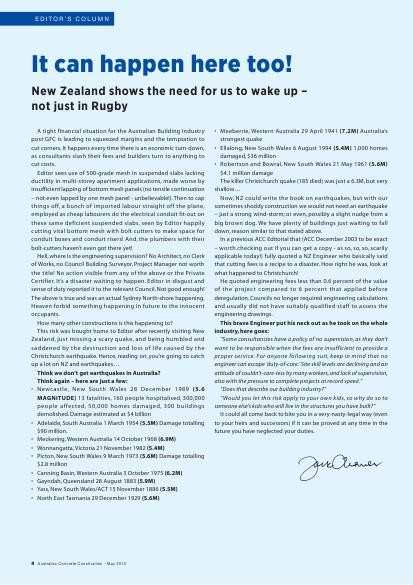 EDITOR'S COLUMN
It can happen here too!
New Zealand shows the need for us to wake up –
not just in Rugby
A tight financial situation for the Australian Building Industry
post GFC is leading to squeezed margins and the temptation to
cut corners. It happens every time there is an economic turn-down,
as consultants slash their fees and builders turn to anything to
cut costs.
Editor sees use of 500-grade mesh in suspended slabs lacking
ductility in multi-storey apartment applications, made worse by
insufficient lapping of bottom mesh panels (no tensile continuation
– not even lapped by one mesh panel - unbelievable!). Then to cap
things off, a bunch of imported labour straight off the plane,
employed as cheap labourers do the electrical conduit fit-out on
these same deficient suspended slabs, seen by Editor happily
cutting vital bottom mesh with bolt cutters to make space for
conduit boxes and conduit risers! And, the plumbers with their
bolt-cutters haven't even got there yet!
Hell, where is the engineering supervision? No Architect, no Clerk
of Works, no Council Building Surveyor, Project Manager not worth
the title! No action visible from any of the above or the Private
Certifier. It's a disaster waiting to happen. Editor in disgust and
sense of duty reported it to the relevant Council. Not good enough!
The above is true and was an actual Sydney North-shore happening.
Heaven forbid something happening in future to the innocent
occupants.
How many other constructions is this happening to?
This risk was bought home to Editor after recently visiting New
Zealand, just missing a scary quake, and being humbled and
saddened by the destruction and loss of life caused by the
Christchurch earthquake. Hence, reading on, you're going to catch
up a lot on NZ and earthquakes...
Think we don't get earthquakes in Australia?
Think again – here are just a few:
• Newcastle, New South Wales 28 December 1989 (5.6
MAGNITUDE) 13 fatalities, 160 people hospitalised, 300,000
people affected, 50,000 homes damaged, 300 buildings
demolished. Damage estimated at $4 billion
• Adelaide, South Australia 1 March 1954 (5.5M) Damage totalling
$90 million.
• Meckering, Western Australia 14 October 1968 (6.9M)
• Wonnangatta, Victoria 21 November 1982 (5.4M)
• Picton, New South Wales 9 March 1973 (5.6M) Damage totalling
$2.8 million
• Canning Basin, Western Australia 3 October 1975 (6.2M)
• Gayndah, Queensland 28 August 1883 (5.9M)
• Yass, New South Wales/ACT 15 November 1886 (5.5M)
• North East Tasmania 29 December 1929 (5.6M)
• Meeberrie, Western Australia 29 April 1941 (7.2M) Australia's
strongest quake
• Ellalong, New South Wales 6 August 1994 (5.4M) 1,000 homes
damaged, $36 million
• Robertson and Bowral, New South Wales 21 May 1961 (5.6M)
$4.1 million damage
The killer Christchurch quake (185 died) was just a 6.3M, but very
shallow...
Now, NZ could write the book on earthquakes, but with our
sometimes shoddy construction we would not need an earthquake
– just a strong wind-storm; or even, possibly a slight nudge from a
big brown dog. We have plenty of buildings just waiting to fall
down, reason similar to that stated above.
In a previous ACC Editorial that (ACC December 2003 to be exact
– worth checking out if you can get a copy - as so, so, so, scarily
applicable today!) fully quoted a NZ Engineer who basically said
that cutting fees is a recipe to a disaster. How right he was, look at
what happened to Christchurch!
He quoted engineering fees less than 0.6 percent of the value
of the project compared to 6 percent that applied before
deregulation. Councils no longer required engineering calculations
and usually did not have suitably qualified staff to assess the
engineering drawings.
This brave Engineer put his neck out as he took on the whole
industry, here goes:
"Some consultants have a policy of no supervision, as they don't
want to be responsible when the fees are insufficient to provide a
proper service. For anyone following suit, keep in mind that no
engineer can escape 'duty-of-care.' Site skill levels are declining and an
attitude of couldn't-care-less by many workers, and lack of supervision,
also with the pressure to complete projects at record speed."
"Does that describe our building industry?"
"Would you let this risk apply to your own kids, so why do so to
someone else's kids who will live in the structures you have built?"
It could all come back to bite you in a very-nasty-legal way (even
to your heirs and successors) if it can be proved at any time in the
future you have neglected your duties.
4 Australian Concrete Construction - May 2013